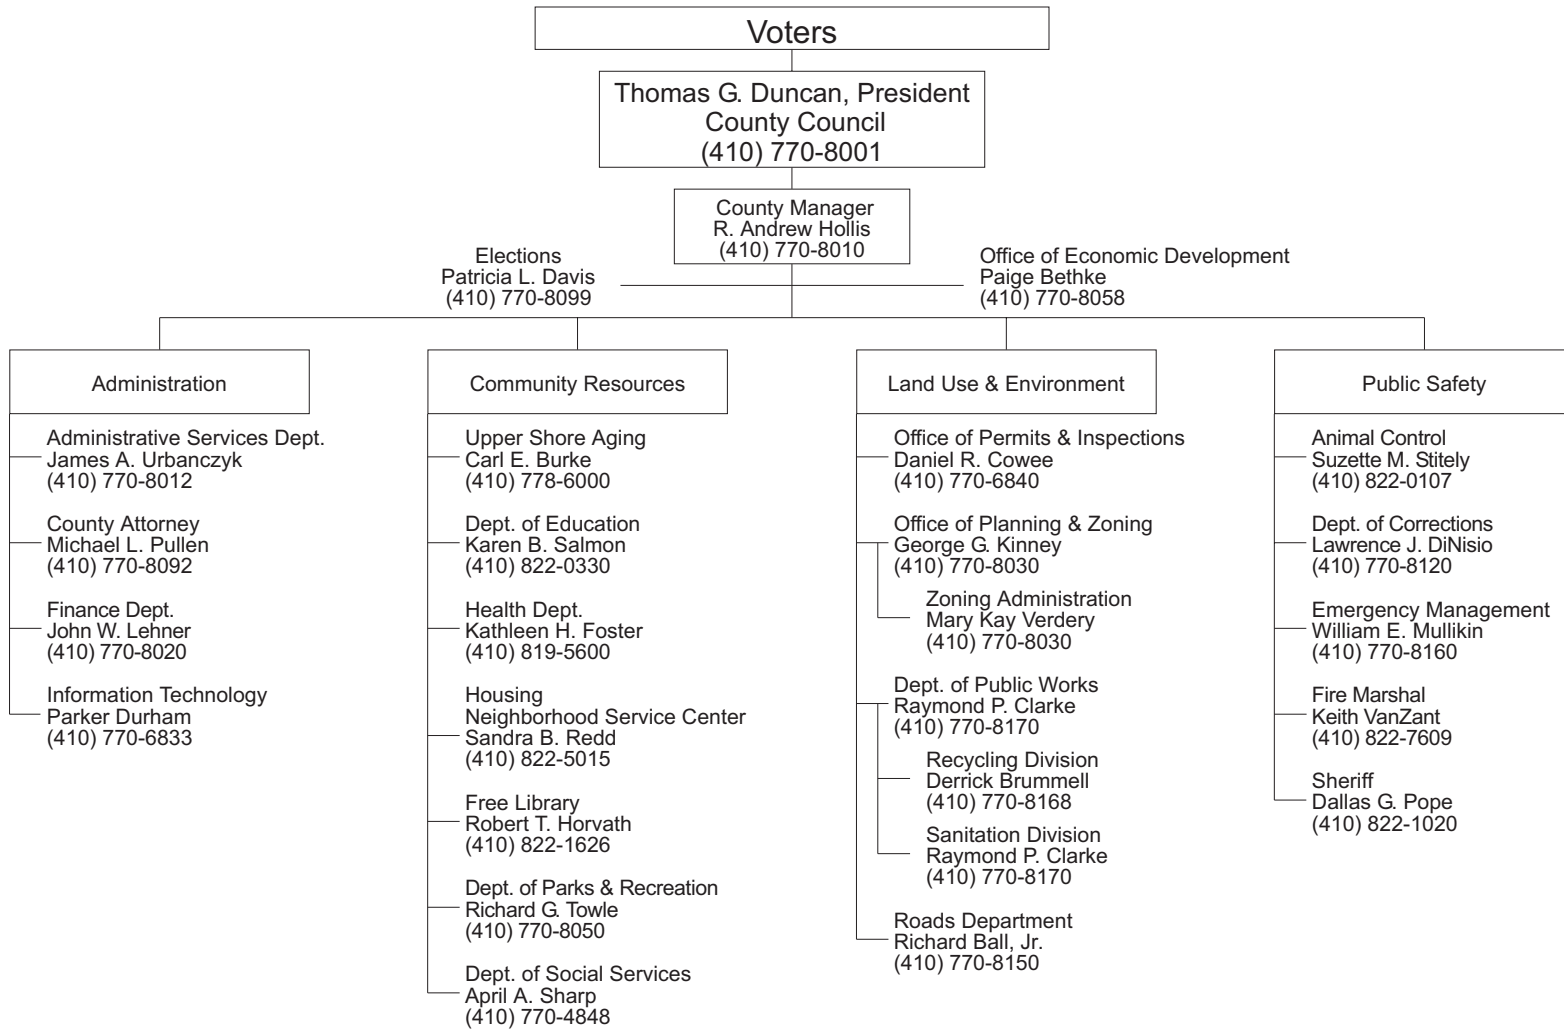 Voters
Thomas G. Duncan, President
County Council
(410) 770-8001
County Manager
R. Andrew Hollis
(410) 770-8010
Elections
Patricia L. Davis
(410) 770-8099
Office of Economic Development
Paige Bethke
(410) 770-8058
Administration
Administrative Services Dept.
James A. Urbanczyk
(410) 770-8012
County Attorney
Michael L. Pullen
(410) 770-8092
Finance Dept.
John W. Lehner
(410) 770-8020
Information Technology
Parker Durham
(410) 770-6833
Community Resources
Upper Shore Aging
Carl E. Burke
(410) 778-6000
Dept. of Education
Karen B. Salmon
(410) 822-0330
Health Dept.
Kathleen H. Foster
(410) 819-5600
Housing
Neighborhood Service Center
Sandra B. Redd
(410) 822-5015
Free Library
Robert T. Horvath
(410) 822-1626
Dept. of Parks & Recreation
Richard G. Towle
(410) 770-8050
Dept. of Social Services
April A. Sharp
(410) 770-4848
Land Use & Environment
Office of Permits & Inspections
Daniel R. Cowee
(410) 770-6840
Office of Planning & Zoning
George G. Kinney
(410) 770-8030
Zoning Administration
Mary Kay Verdery
(410) 770-8030
Dept. of Public Works
Raymond P. Clarke
(410) 770-8170
Recycling Division
Derrick Brummell
(410) 770-8168
Sanitation Division
Raymond P. Clarke
(410) 770-8170
Roads Department
Richard Ball, Jr.
(410) 770-8150
Public Safety
Animal Control
Suzette M. Stitely
(410) 822-0107
Dept. of Corrections
Lawrence J. DiNisio
(410) 770-8120
Emergency Management
William E. Mullikin
(410) 770-8160
Fire Marshal
Keith VanZant
(410) 822-7609
Sheriff
Dallas G. Pope
(410) 822-1020